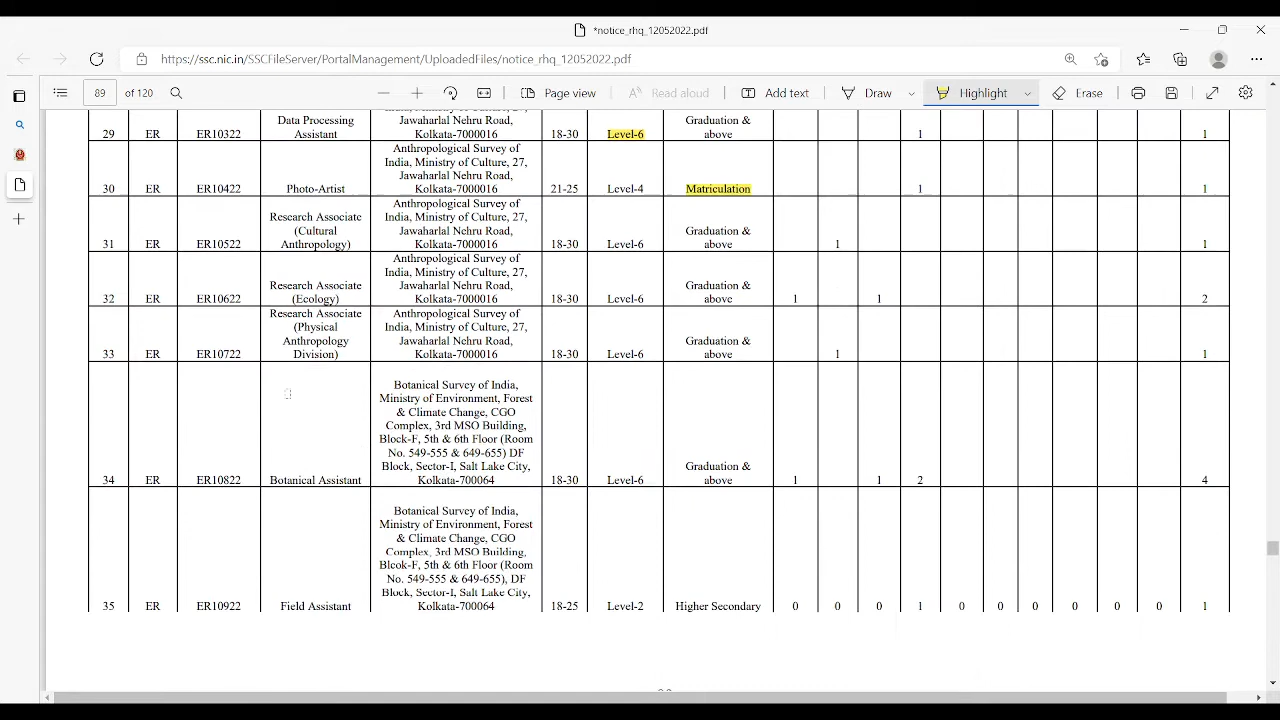 *notice_rhq_12052022.pdf
https://ssc.nic.in/SSCFileServer/PortalManagement/UploadedFiles/notice_rhq_12052022.pdf
89 of 120
Page view
Read aloud
Add text
Draw
Highlight
Erase
India, Ministry of Culture, 27,
Data Processing Jawaharlal Nehru Road, Graduation &
29 ER ER10322 Assistant Kolkata-7000016 18-30 Level-6 above 1 1
Anthropological Survey of
India, Ministry of Culture, 27,
Jawaharlal Nehru Road,
30 ER ER10422 Photo-Artist Kolkata-7000016 21-25 Level-4 Matriculation 1 1
Anthropological Survey of
Research Associate India, Ministry of Culture, 27,
(Cultural Jawaharlal Nehru Road, Graduation &
31 ER ER10522 Anthropology) Kolkata-7000016 18-30 Level-6 above 1 1
Anthropological Survey of
India, Ministry of Culture, 27,
Research Associate Jawaharlal Nehru Road, Graduation &
32 ER ER10622 (Ecology) Kolkata-7000016 18-30 Level-6 above 1 1 2
Research Associate Anthropological Survey of
(Physical India, Ministry of Culture, 27,
Anthropology Jawaharlal Nehru Road, Graduation &
33 ER ER10722 Division) Kolkata-7000016 18-30 Level-6 above 1 1
Botanical Survey of India,
Ministry of Environment, Forest
& Climate Change, CGO
Complex, 3rd MSO Building,
Block-F, 5th & 6th Floor (Room
No. 549-555 & 649-655) DF
Block, Sector-I, Salt Lake City, Graduation &
34 ER ER10822 Botanical Assistant Kolkata-700064 18-30 Level-6 above 1 1 2 4
Botanical Survey of India,
Ministry of Environment, Forest
& Climate Change, CGO
Complex, 3rd MSO Building,
Block-F, 5th & 6th Floor (Room
No. 549-555 & 649-655), DF
Block, Sector-I, Salt Lake City,
35 ER ER10922 Field Assistant Kolkata-700064 18-25 Level-2 Higher Secondary 0 0 0 1 0 0 0 0 0 0 1